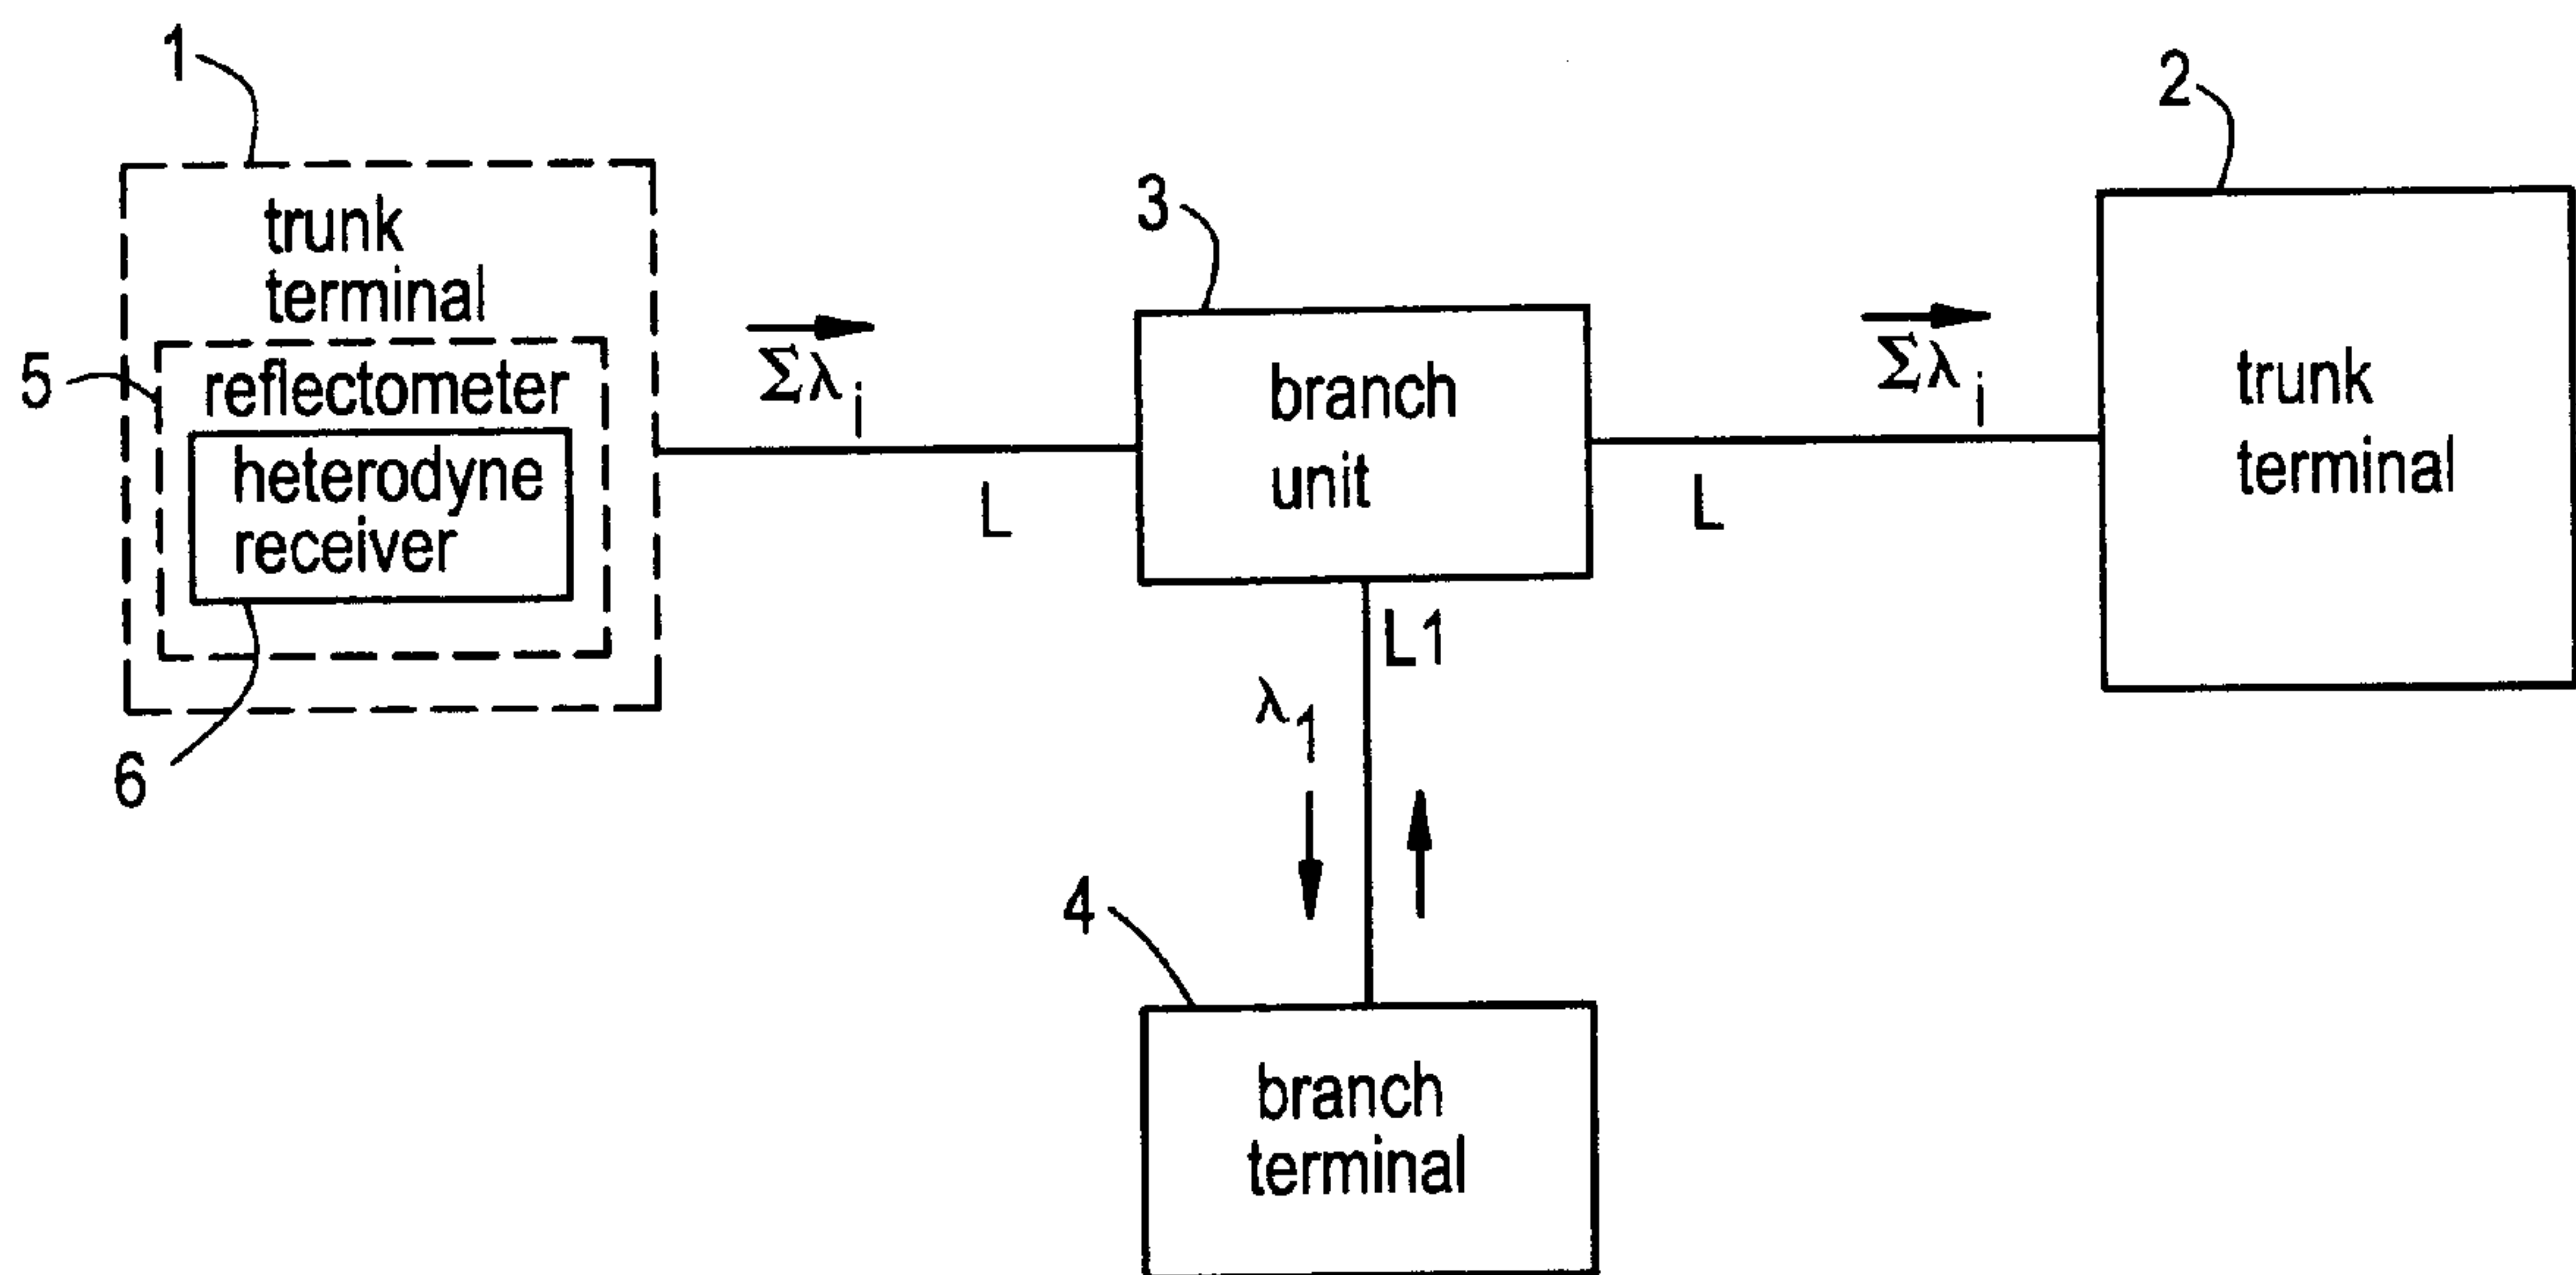 1
trunk
terminal
5
reflectometer
heterodyne
receiver
6
Σλi
L
3
branch
unit
L1
λ1
4
branch
terminal
Σλi
L
2
trunk
terminal